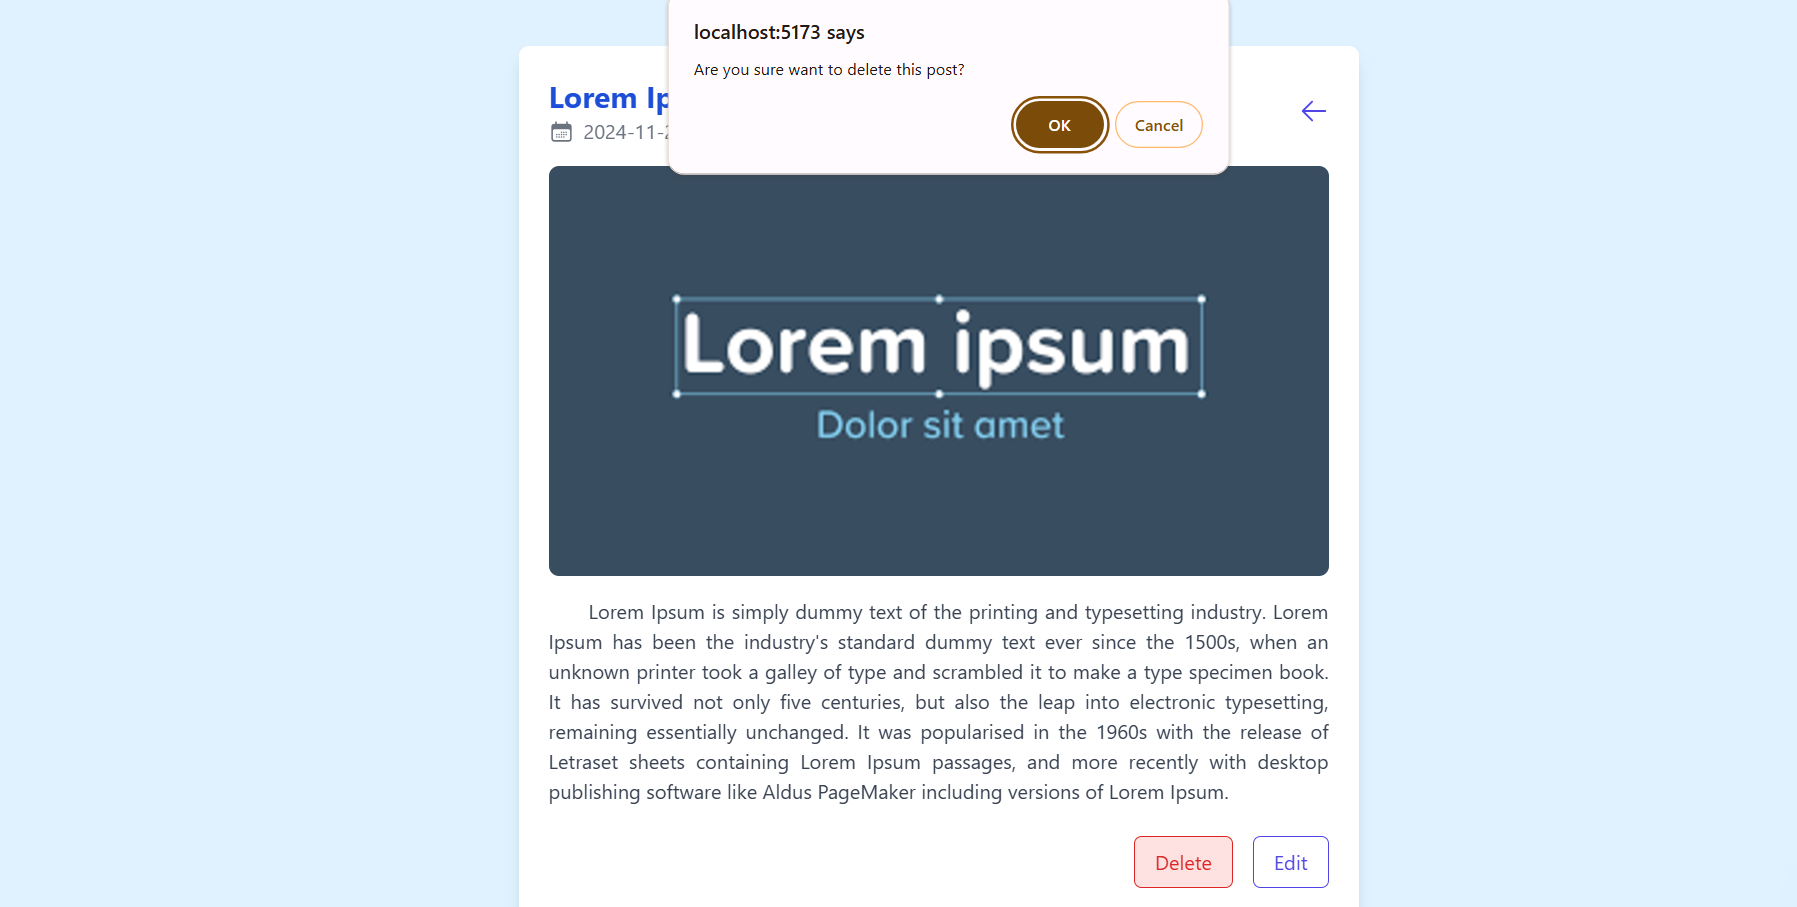 localhost:5173 says
Are you sure want to delete this post?
OK
Cancel
Lorem
2024-11-
Lorem ipsum
Dolor sit amet
Lorem Ipsum is simply dummy text of the printing and typesetting industry. Lorem
Ipsum has been the industry's standard dummy text ever since the 1500s, when an
unknown printer took a galley of type and scrambled it to make a type specimen book.
It has survived not only five centuries, but also the leap into electronic typesetting,
remaining essentially unchanged. It was popularised in the 1960s with the release of
Letraset sheets containing Lorem Ipsum passages, and more recently with desktop
publishing software like Aldus PageMaker including versions of Lorem Ipsum.
Delete
Edit